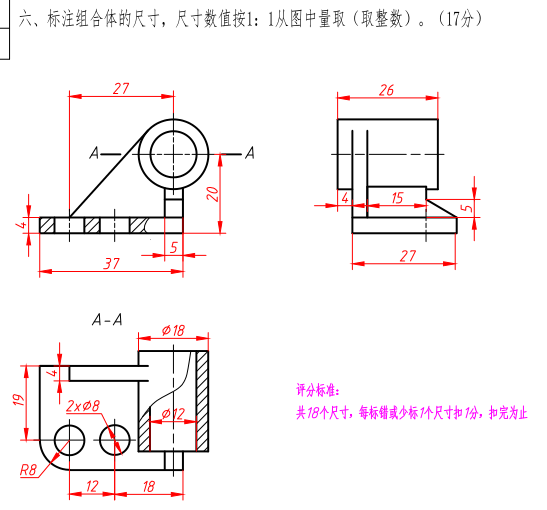 六、标注组合体的尺寸，尺寸数值按1：1从图中量取（取整数）。（17分）
27
26
A
A
20
4
15
5
4
5
37
27
A-A
φ18
4
19
2xφ8
φ12
R8
12
18
评分标准：
共18个尺寸，每标错或少标1个尺寸扣1分，扣完为止